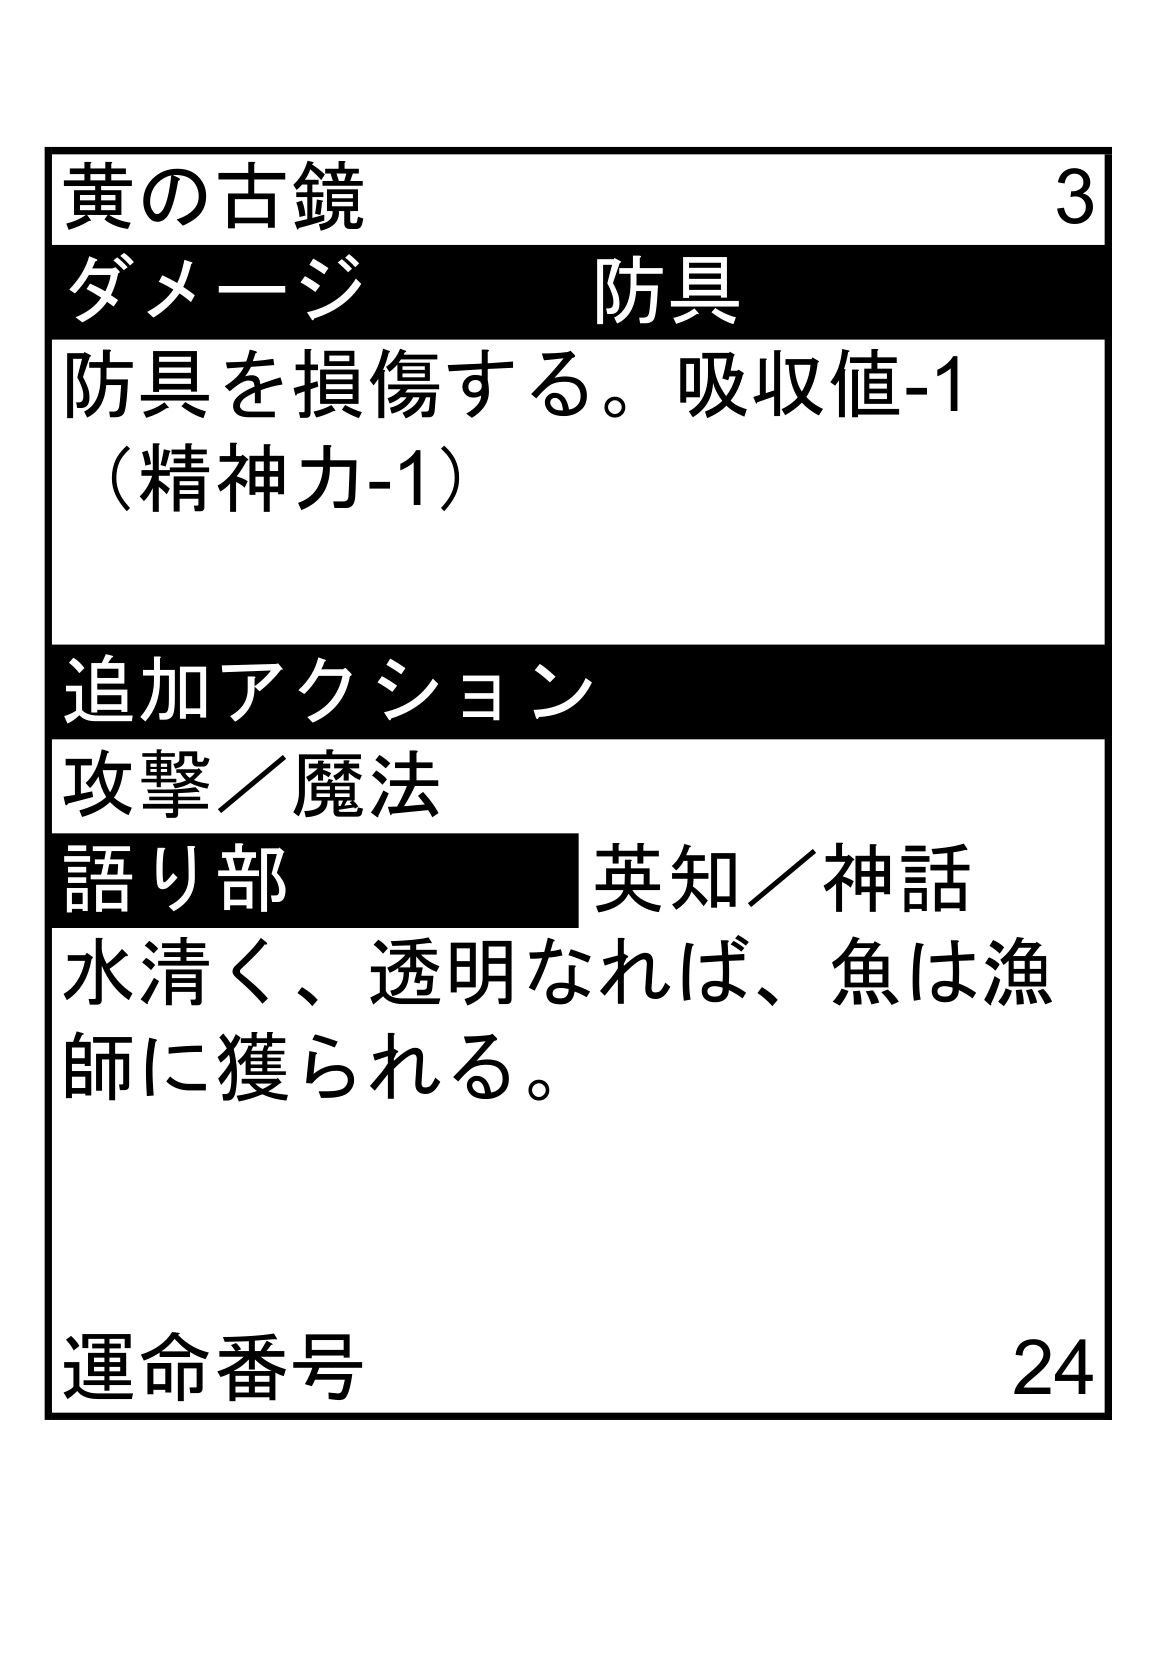 黄の古鏡 3
ダメージ 防具
防具を損傷する。吸収値-1
（精神力-1）
追加アクション
攻撃／魔法
語り部 英知／神話
水清く、透明なれば、魚は漁
師に獲られる。
運命番号 24